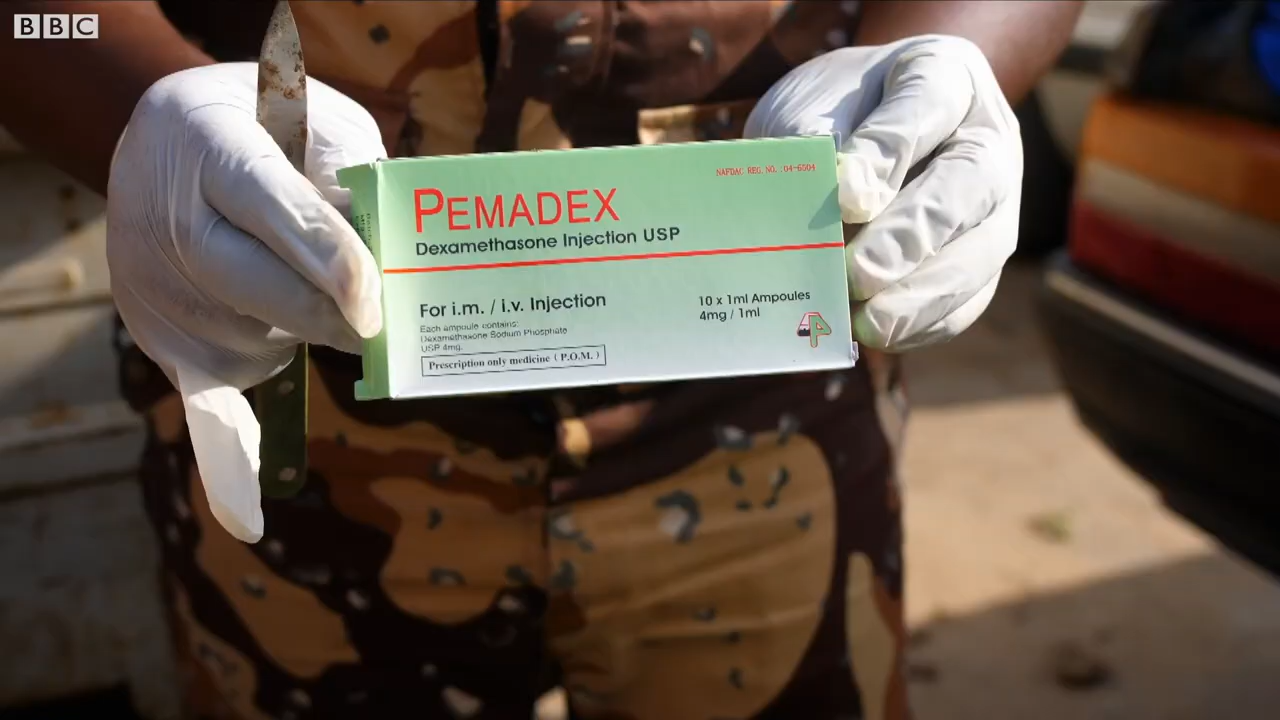 BBC
NAFDAC REG. NO. :04-6504
PEMADEX
Dexamethasone Injection USP
For i.m. / i.v. Injection
10 x 1ml Ampoules
4mg / 1ml
Each ampoule contains:
Dexamethasone Sodium Phosphate
USP 4mg.
Prescription only medicine ( P.O.M. )